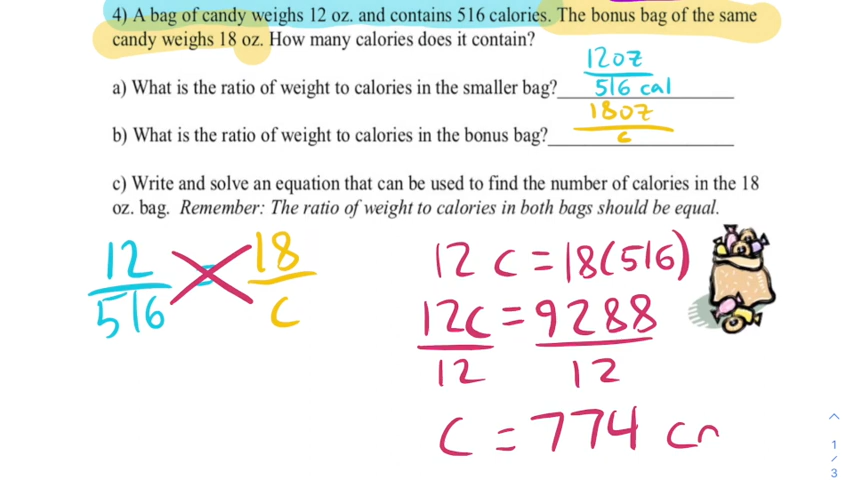 4) A bag of candy weighs 12 oz. and contains 516 calories. The bonus bag of the same
candy weighs 18 oz. How many calories does it contain?
12oz
a) What is the ratio of weight to calories in the smaller bag?
516 cal
18oz
b) What is the ratio of weight to calories in the bonus bag?
c
c) Write and solve an equation that can be used to find the number of calories in the 18
oz. bag. Remember: The ratio of weight to calories in both bags should be equal.
12 = 18
516 c
12 c = 18(516)
12c = 9288
12 12
c = 774 ca
1
/
3